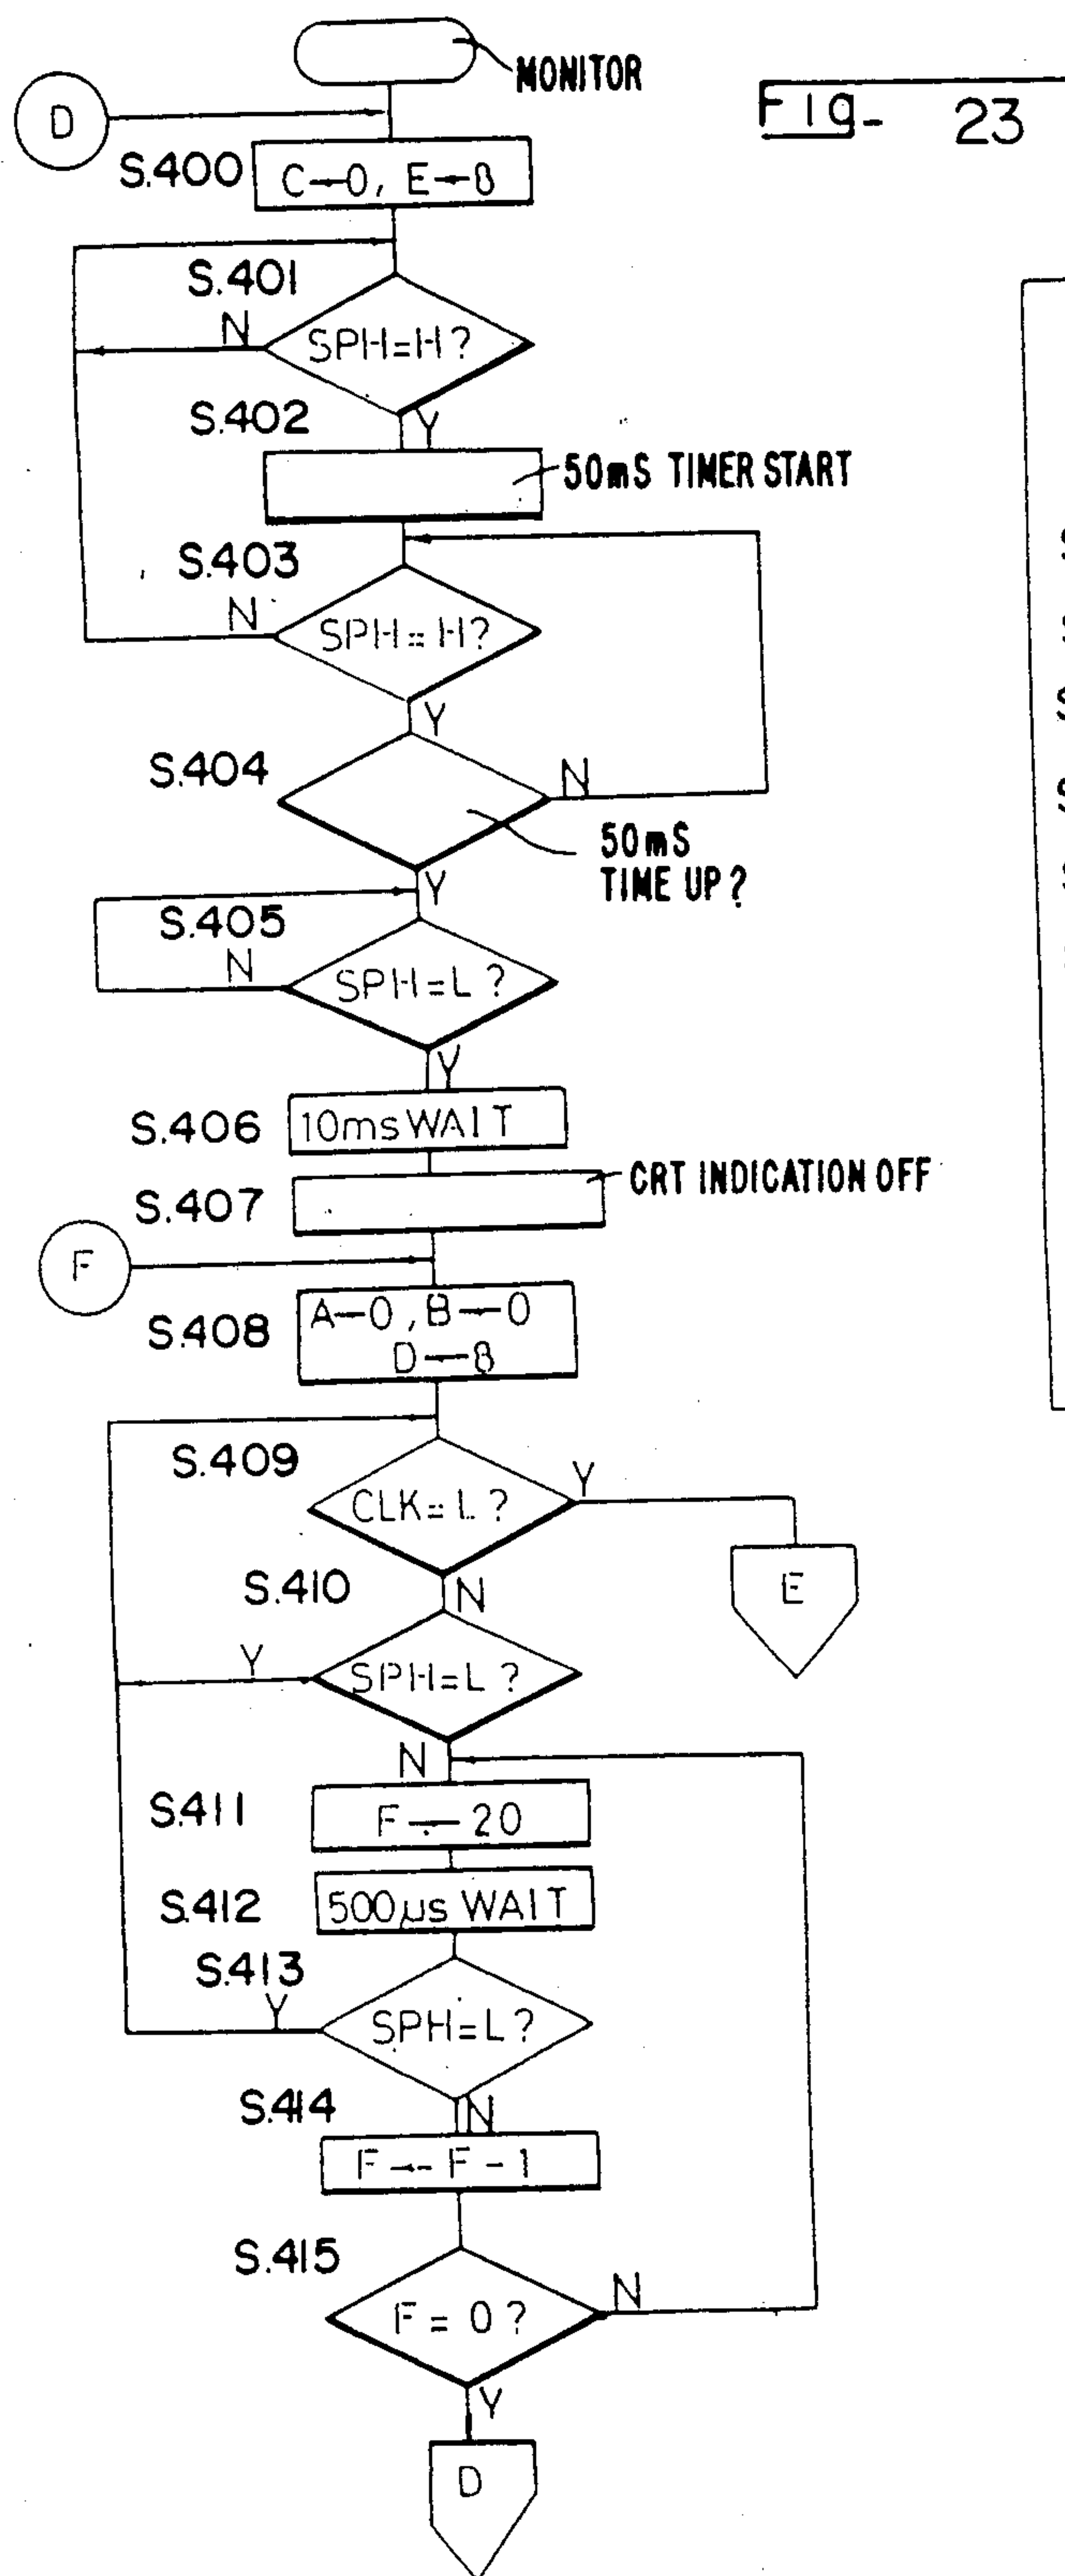 MONITOR
Fig. 23
D
S.400
C←0, E←8
S.401
N
SPH=H?
S.402
Y
50mS TIMER START
S.403
N
SPH=H?
Y
S.404
N
50mS
TIME UP?
Y
S.405
N
SPH=L?
Y
S.406
10ms WAIT
S.407
CRT INDICATION OFF
F
S.408
A←0, B←0
D←8
S.409
CLK=L?
Y
E
S.410
N
Y
SPH=L?
N
S.411
F←20
S.412
500µs WAIT
S.413
Y
SPH=L?
S.414
N
F←F-1
S.415
F=0?
N
Y
D